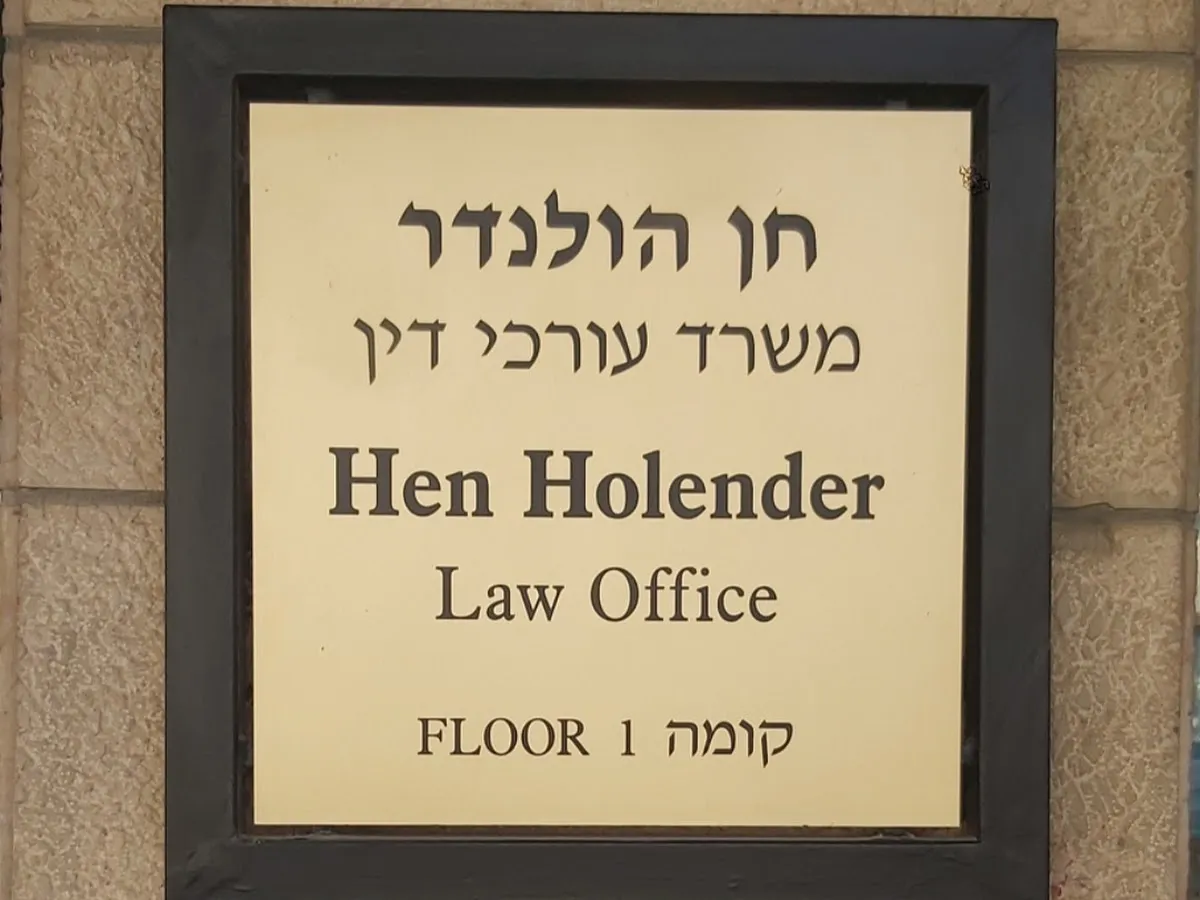 חן הולנדר
משרד עורכי דין
Hen Holender
Law Office
FLOOR 1 קומה